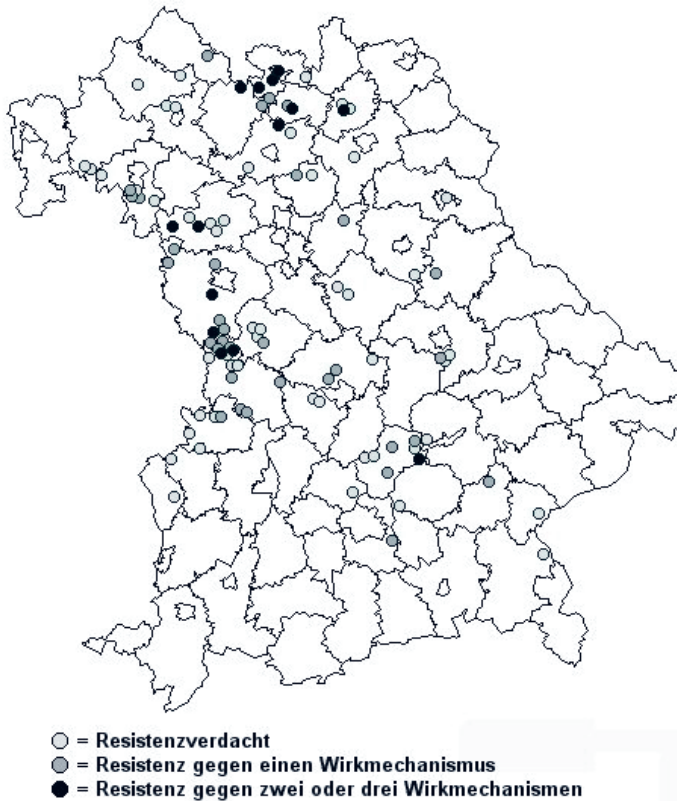 = Resistenzverdacht
= Resistenz gegen einen Wirkmechanismus
= Resistenz gegen zwei oder drei Wirkmechanismen